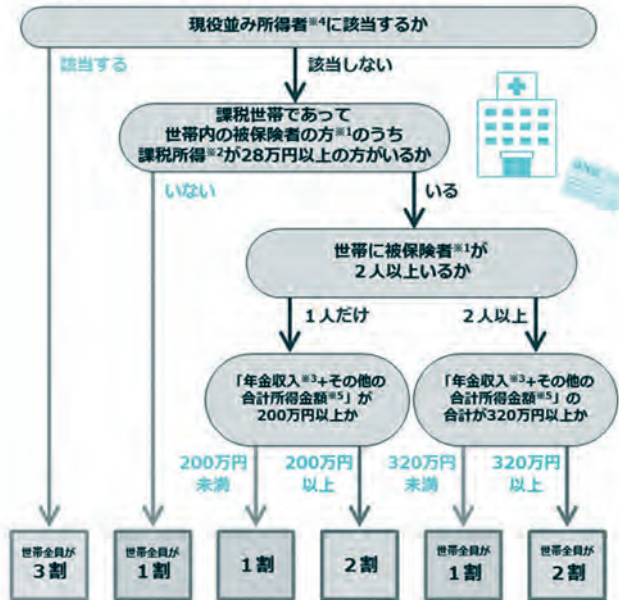 現役並み所得者※4に該当するか
該当する
該当しない
課税世帯であって
世帯内の被保険者の方※1のうち
課税所得※2が28万円以上の方がいるか
いない
いる
世帯に被保険者※1が
2人以上いるか
1人だけ
2人以上
「年金収入※3+その他の
合計所得金額※5」が
200万円以上か
「年金収入※3+その他の
合計所得金額※5」の
合計が320万円以上か
200万円
未満
200万円
以上
320万円
未満
320万円
以上
世帯全員が
3割
世帯全員が
1割
1割
2割
世帯全員が
1割
世帯全員が
2割